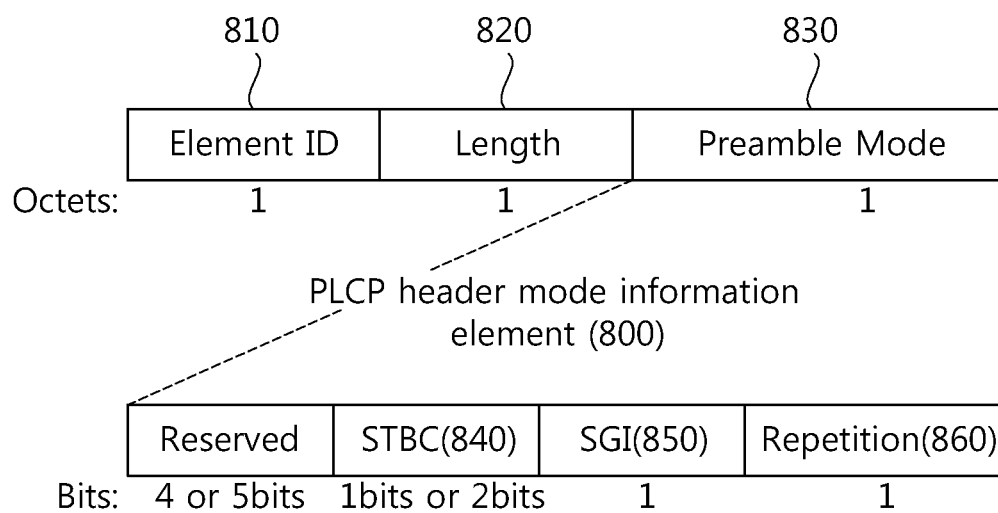 810 820 830
Element ID Length Preamble Mode
Octets: 1 1 1
PLCP header mode information
element (800)
Reserved STBC(840) SGI(850) Repetition(860)
Bits: 4 or 5bits 1bits or 2bits 1 1